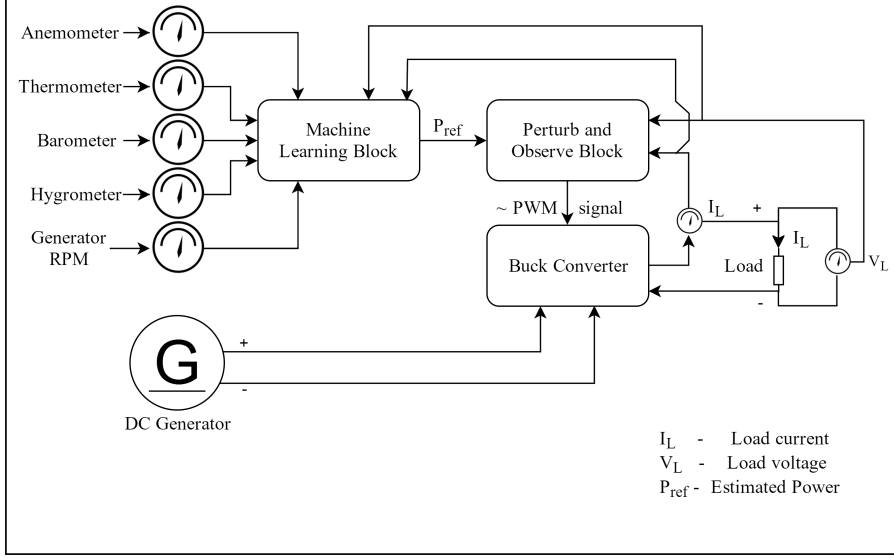 Anemometer
Thermometer
Barometer
Hygrometer
Generator
RPM
Machine
Learning Block
Pref
Perturb and
Observe Block
~ PWM signal
Buck Converter
IL
+
IL
Load
VL
-
+
G
-
DC Generator
IL - Load current
VL - Load voltage
Pref - Estimated Power